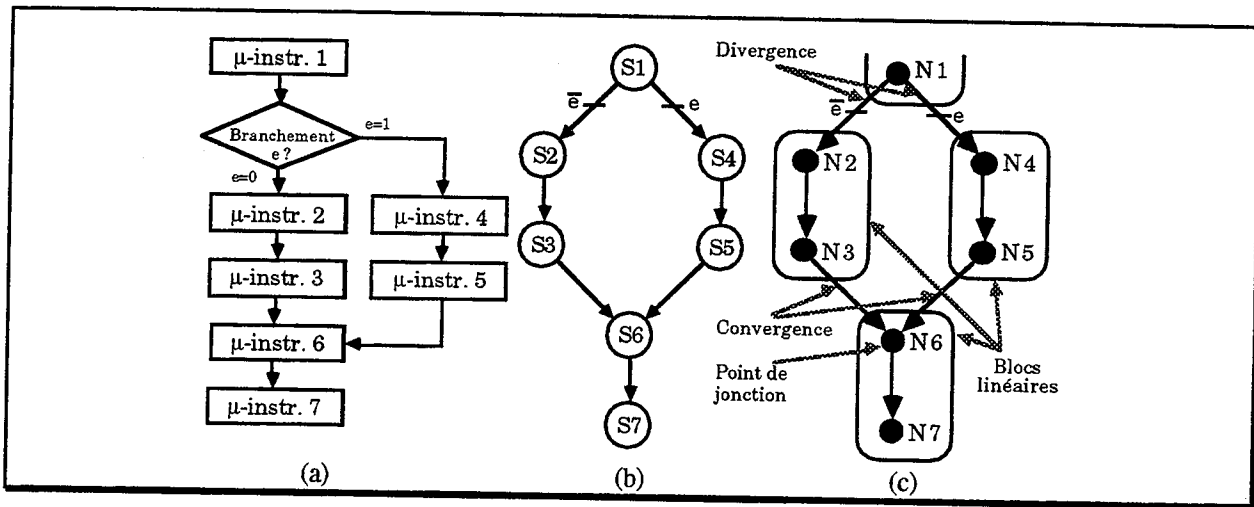 μ-instr. 1
Branchement
e ?
e=1
e=0
μ-instr. 2
μ-instr. 4
μ-instr. 3
μ-instr. 5
μ-instr. 6
μ-instr. 7
(a)
S1
e̅
e
S2
S4
S3
S5
S6
S7
(b)
Divergence
N1
e̅
e
N2
N4
N3
N5
Convergence
N6
Point de
jonction
Blocs
linéaires
N7
(c)